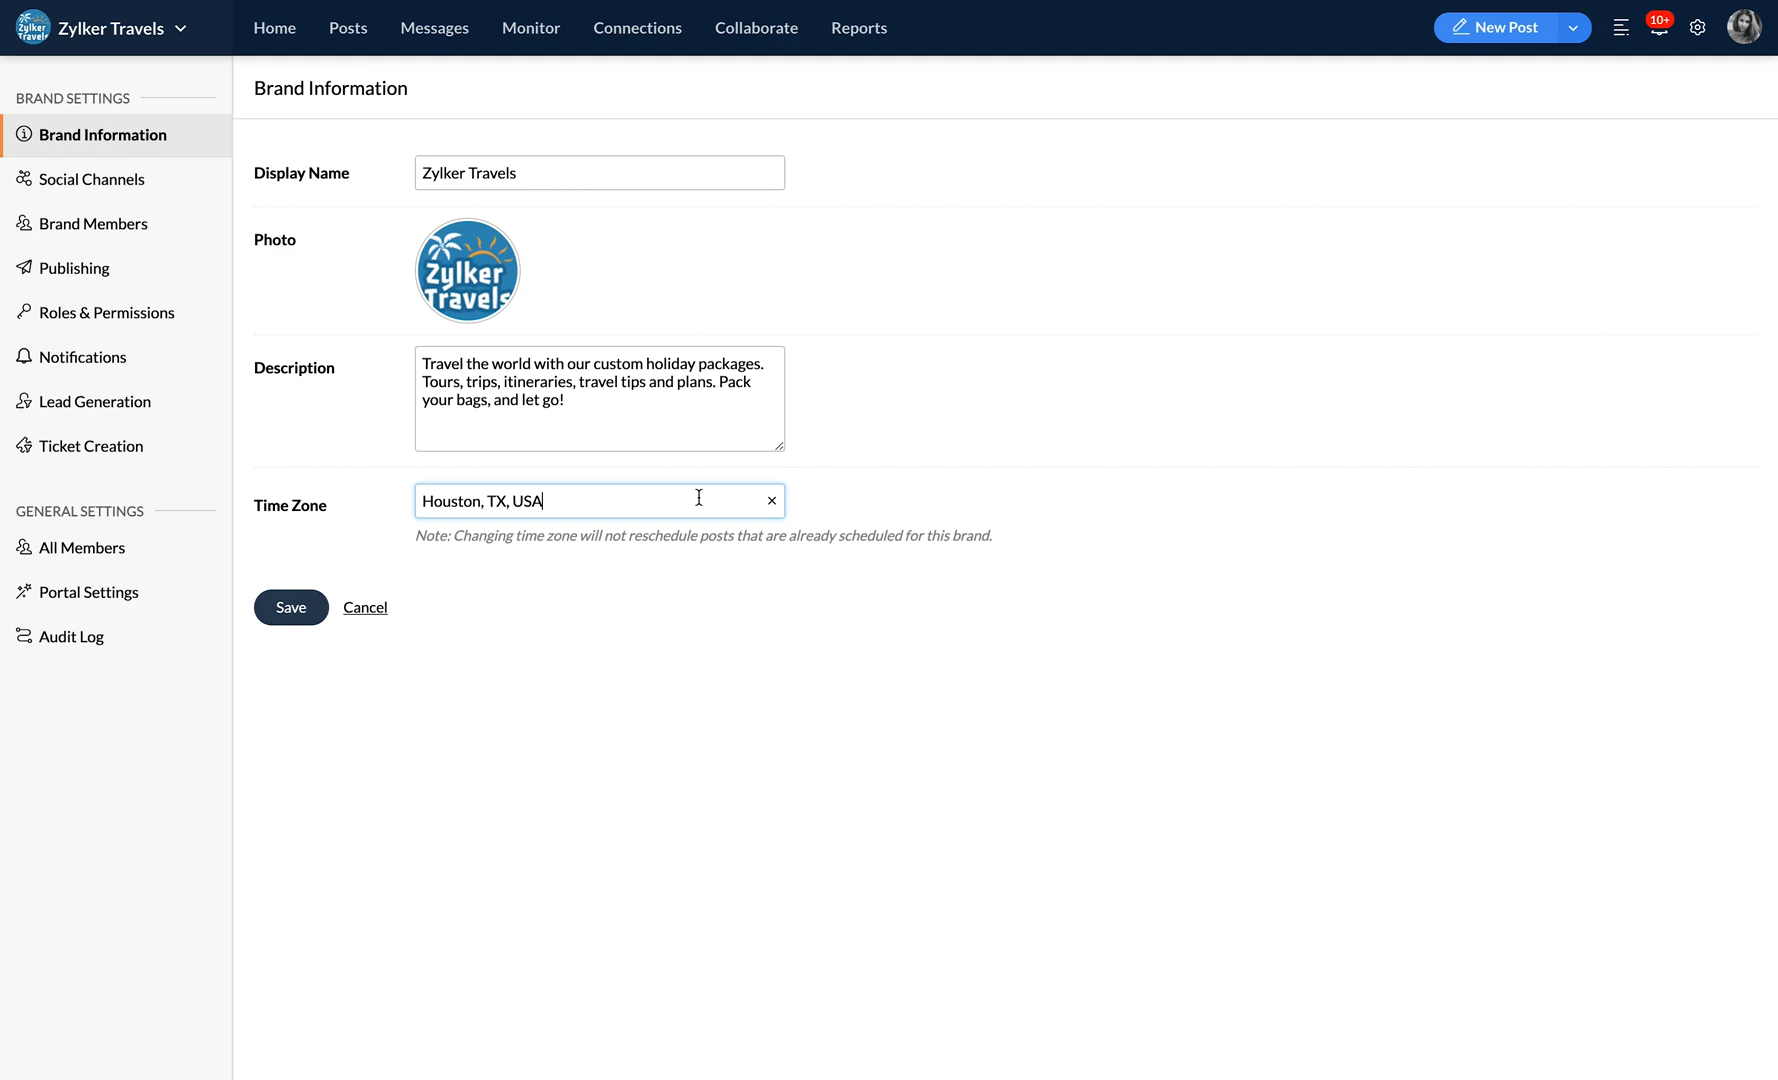 Zylker Travels
Zylker Travels
Home
Posts
Messages
Monitor
Connections
Collaborate
Reports
New Post
10+
BRAND SETTINGS
Brand Information
Social Channels
Brand Members
Publishing
Roles & Permissions
Notifications
Lead Generation
Ticket Creation
GENERAL SETTINGS
All Members
Portal Settings
Audit Log
Brand Information
Display Name
Zylker Travels
Photo
Zylker
Travels
Description
Travel the world with our custom holiday packages.
Tours, trips, itineraries, travel tips and plans. Pack
your bags, and let go!
Time Zone
Houston, TX, USA
Note: Changing time zone will not reschedule posts that are already scheduled for this brand.
Save
Cancel